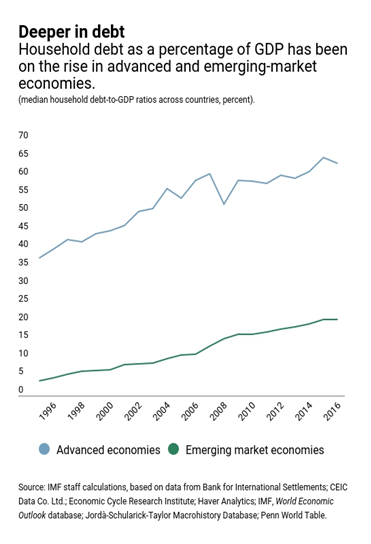 Deeper in debt
Household debt as a percentage of GDP has been
on the rise in advanced and emerging-market
economies.
(median household debt-to-GDP ratios across countries, percent).
70
65
60
55
50
45
40
35
30
25
20
15
10
5
0
1996 1998 2000 2002 2004 2006 2008 2010 2012 2014 2016
Advanced economies Emerging market economies
Source: IMF staff calculations, based on data from Bank for International Settlements; CEIC
Data Co. Ltd.; Economic Cycle Research Institute; Haver Analytics; IMF, World Economic
Outlook database; Jordà-Schularick-Taylor Macrohistory Database; Penn World Table.